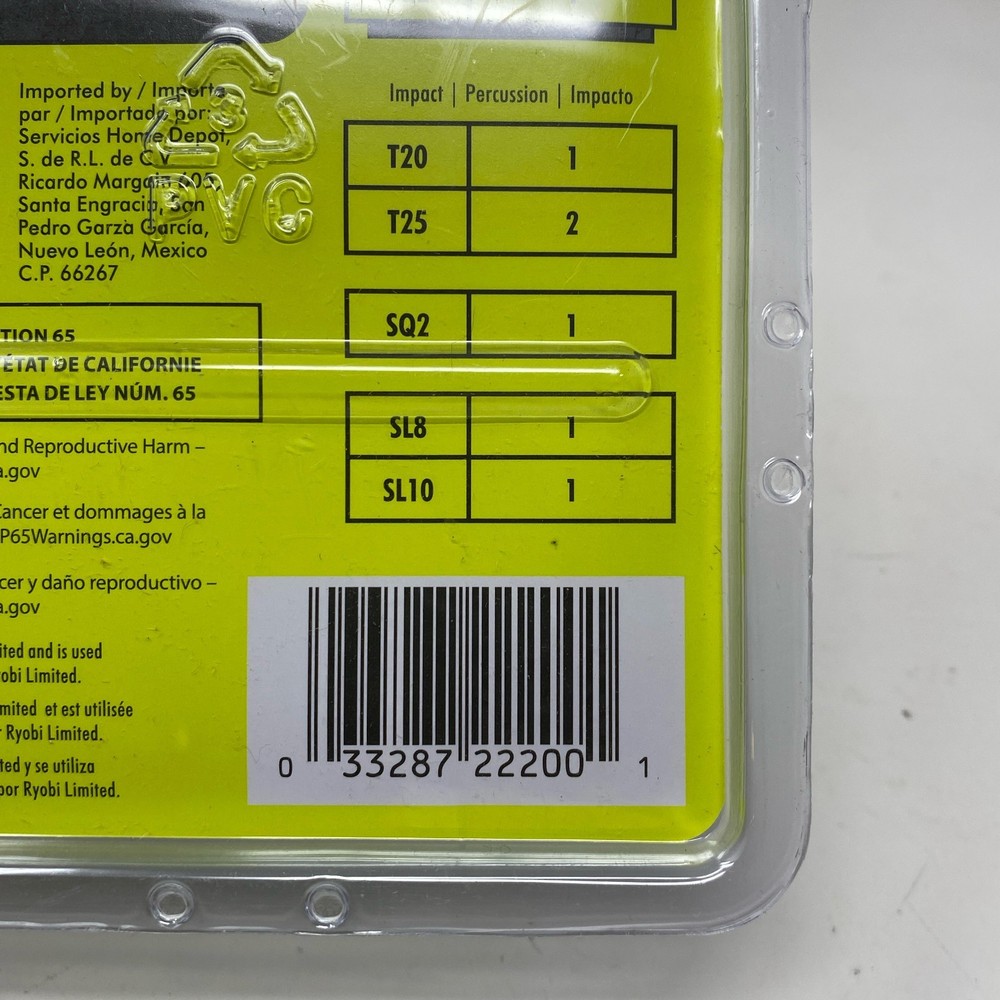 Imported by / Importé
par / Importado por:
Servicios Home Depot,
S. de R.L. de C.V
Ricardo Margain 605,
Santa Engracia, San
Pedro Garza García,
Nuevo León, Mexico
C.P. 66267
3
PVC
TION 65
ÉTAT DE CALIFORNIE
ESTA DE LEY NÚM. 65
nd Reproductive Harm –
a.gov
Cancer et dommages à la
P65Warnings.ca.gov
cer y daño reproductivo –
a.gov
ited and is used
obi Limited.
mited et est utilisée
r Ryobi Limited.
ted y se utiliza
por Ryobi Limited.
Impact | Percussion | Impacto
T20 1
T25 2
SQ2 1
SL8 1
SL10 1
0 33287 22200 1